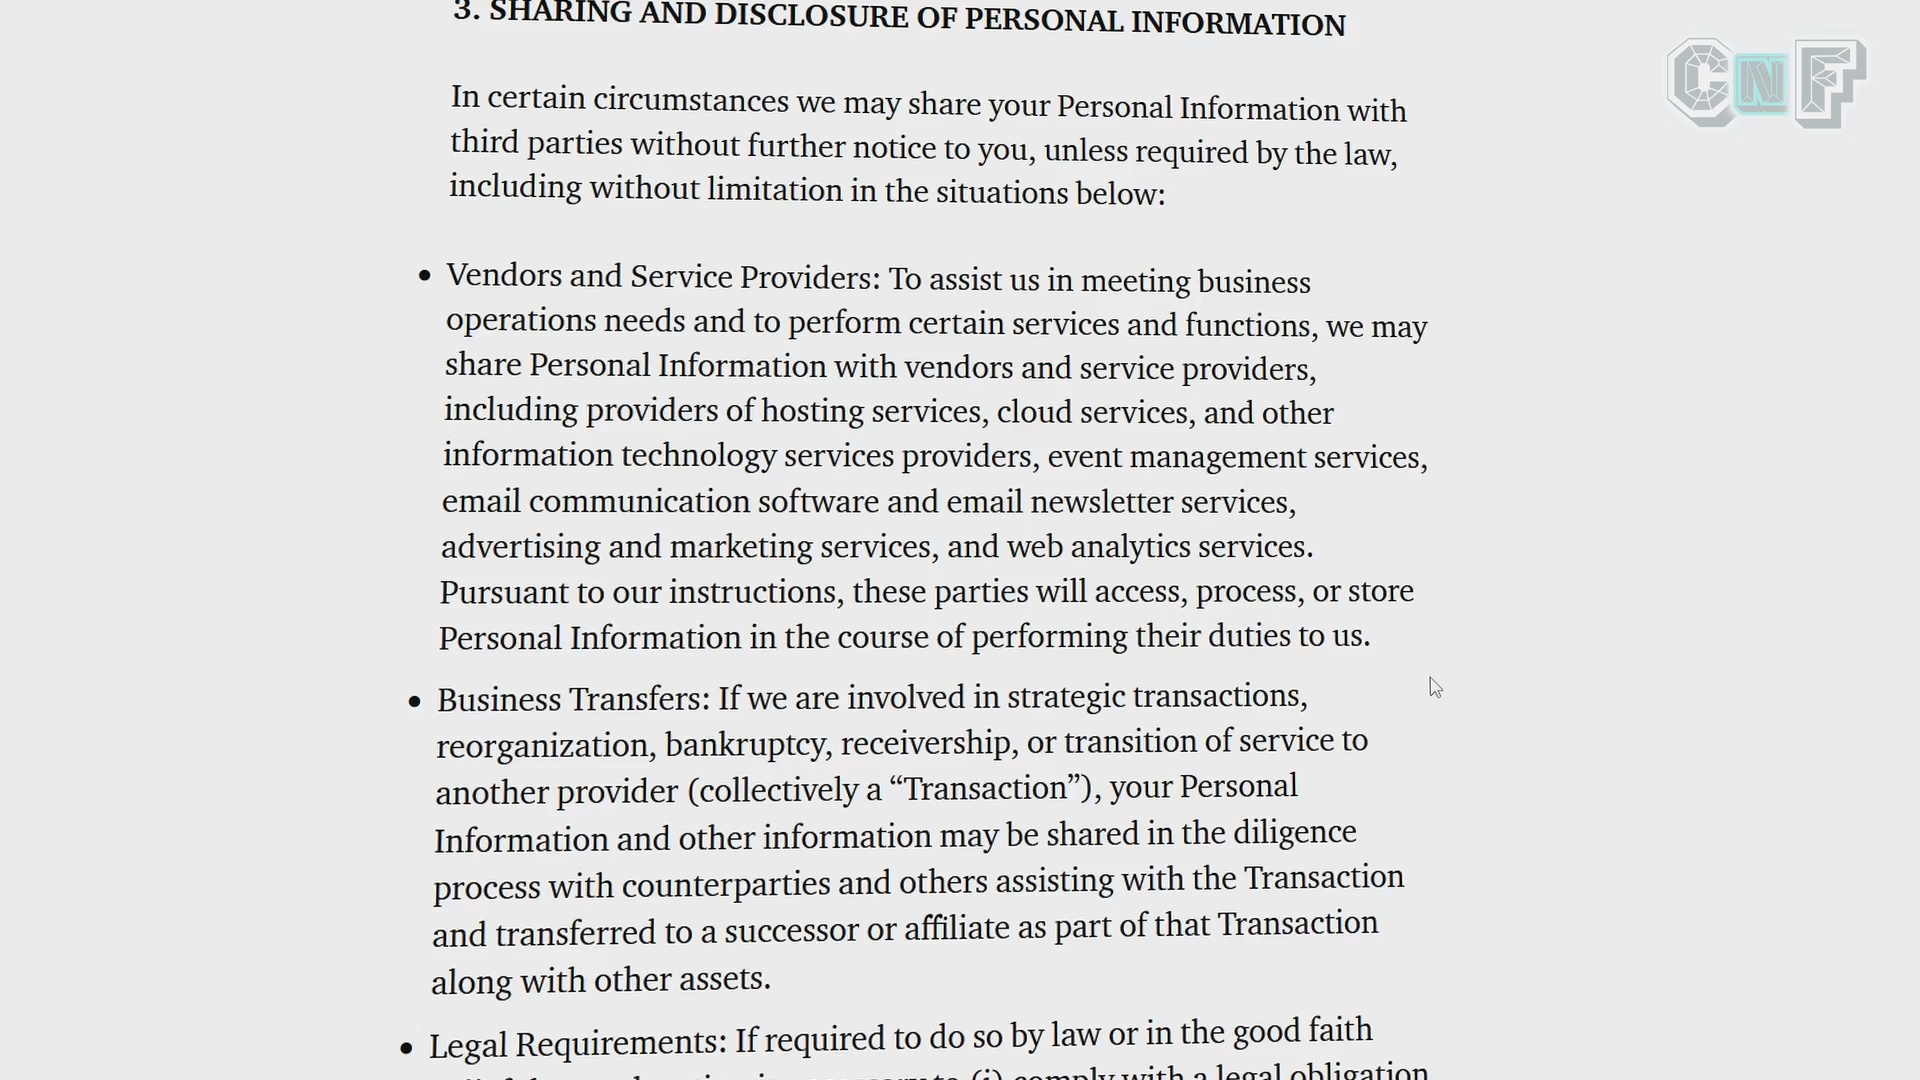 3. SHARING AND DISCLOSURE OF PERSONAL INFORMATION
CnF
In certain circumstances we may share your Personal Information with
third parties without further notice to you, unless required by the law,
including without limitation in the situations below:
• Vendors and Service Providers: To assist us in meeting business
operations needs and to perform certain services and functions, we may
share Personal Information with vendors and service providers,
including providers of hosting services, cloud services, and other
information technology services providers, event management services,
email communication software and email newsletter services,
advertising and marketing services, and web analytics services.
Pursuant to our instructions, these parties will access, process, or store
Personal Information in the course of performing their duties to us.
• Business Transfers: If we are involved in strategic transactions,
reorganization, bankruptcy, receivership, or transition of service to
another provider (collectively a “Transaction”), your Personal
Information and other information may be shared in the diligence
process with counterparties and others assisting with the Transaction
and transferred to a successor or affiliate as part of that Transaction
along with other assets.
• Legal Requirements: If required to do so by law or in the good faith
(i) comply with a legal obligation